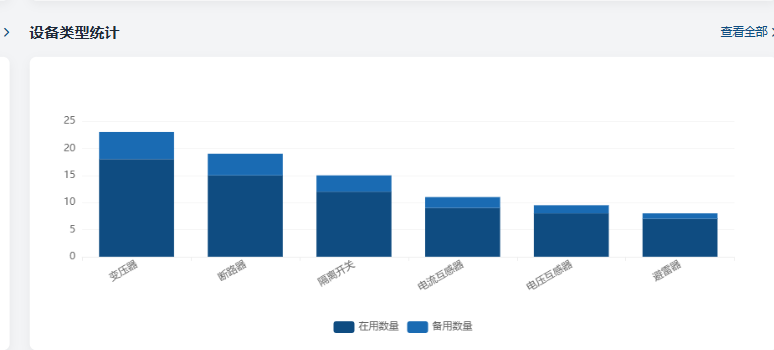 设备类型统计
查看全部
25
20
15
10
5
0
变压器
断路器
隔离开关
电流互感器
电压互感器
避雷器
在用数量
备用数量